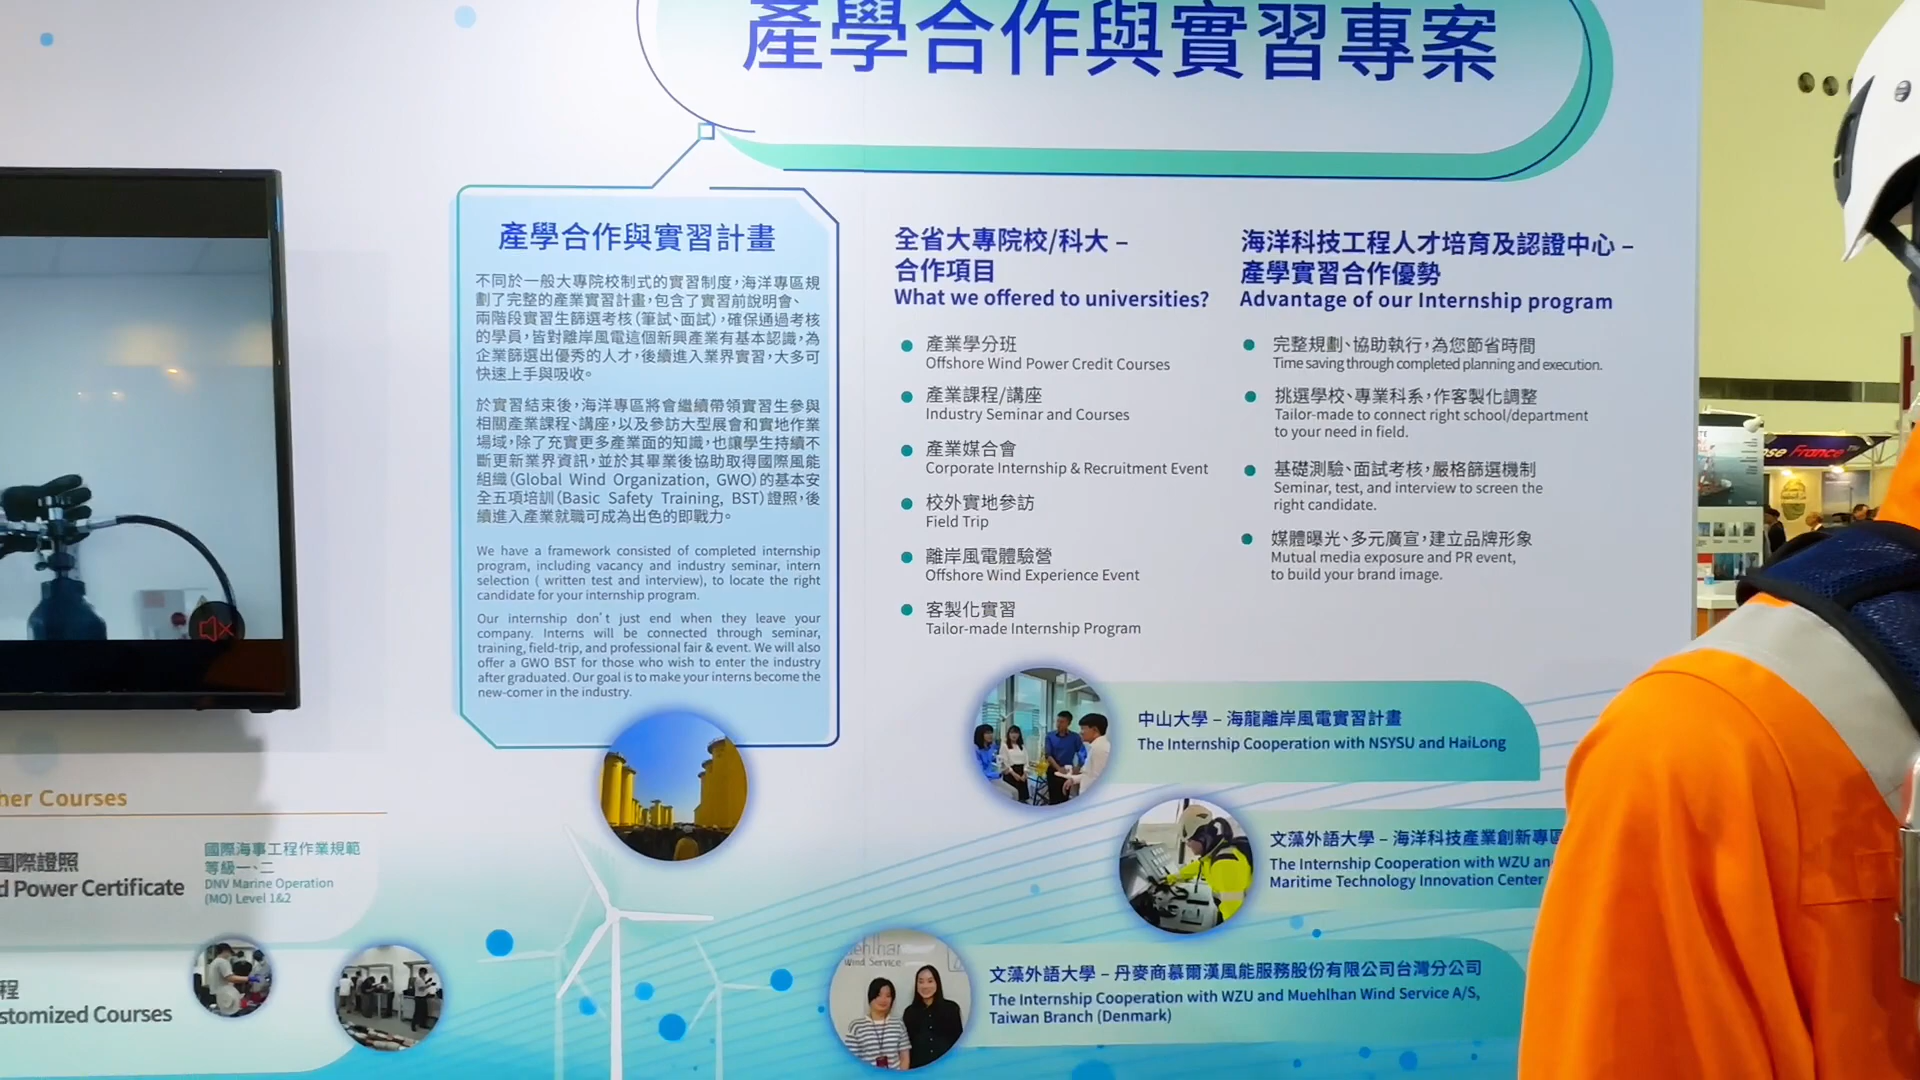 產學合作與實習專案
產學合作與實習計畫
不同於一般大專院校制式的實習制度，海洋專區規
劃了完整的產業實習計畫，包含了實習前說明會、
兩階段實習生篩選考核（筆試、面試），確保通過考核
的學員，皆對離岸風電這個新興產業有基本認識，為
企業篩選出優秀的人才，後續進入業界實習，大多可
快速上手與吸收。
於實習結束後，海洋專區將會繼續帶領實習生參與
相關產業課程、講座，以及參訪大型展會和實地作業
場域，除了充實更多產業面的知識，也讓學生持續不
斷更新業界資訊，並於其畢業後協助取得國際風能
組織（Global Wind Organization, GWO）的基本安
全五項培訓（Basic Safety Training, BST）證照，後
續進入產業就職可成為出色的即戰力。
We have a framework consisted of completed internship
program, including vacancy and industry seminar, intern
selection ( written test and interview), to locate the right
candidate for your internship program.
Our internship don't just end when they leave your
company. Interns will be connected through seminar,
training, field-trip, and professional fair & event. We will also
offer a GWO BST for those who wish to enter the industry
after graduated. Our goal is to make your interns become the
new-comer in the industry.
全省大專院校/科大 –
合作項目
What we offered to universities?
產業學分班
Offshore Wind Power Credit Courses
產業課程/講座
Industry Seminar and Courses
產業媒合會
Corporate Internship & Recruitment Event
校外實地參訪
Field Trip
離岸風電體驗營
Offshore Wind Experience Event
客製化實習
Tailor-made Internship Program
海洋科技工程人才培育及認證中心 –
產學實習合作優勢
Advantage of our Internship program
完整規劃、協助執行，為您節省時間
Time saving through completed planning and execution.
挑選學校、專業科系，作客製化調整
Tailor-made to connect right school/department
to your need in field.
基礎測驗、面試考核，嚴格篩選機制
Seminar, test, and interview to screen the
right candidate.
媒體曝光、多元廣宣，建立品牌形象
Mutual media exposure and PR event,
to build your brand image.
中山大學 – 海龍離岸風電實習計畫
The Internship Cooperation with NSYSU and HaiLong
文藻外語大學 – 海洋科技產業創新專區
The Internship Cooperation with WZU an
Maritime Technology Innovation Center
文藻外語大學 – 丹麥商慕爾漢風能服務股份有限公司台灣分公司
The Internship Cooperation with WZU and Muehlhan Wind Service A/S,
Taiwan Branch (Denmark)
ehlhan
Wind Service
her Courses
國際證照
d Power Certificate
國際海事工程作業規範
等級一、二
DNV Marine Operation
(MO) Level 1&2
程
stomized Courses
ose France